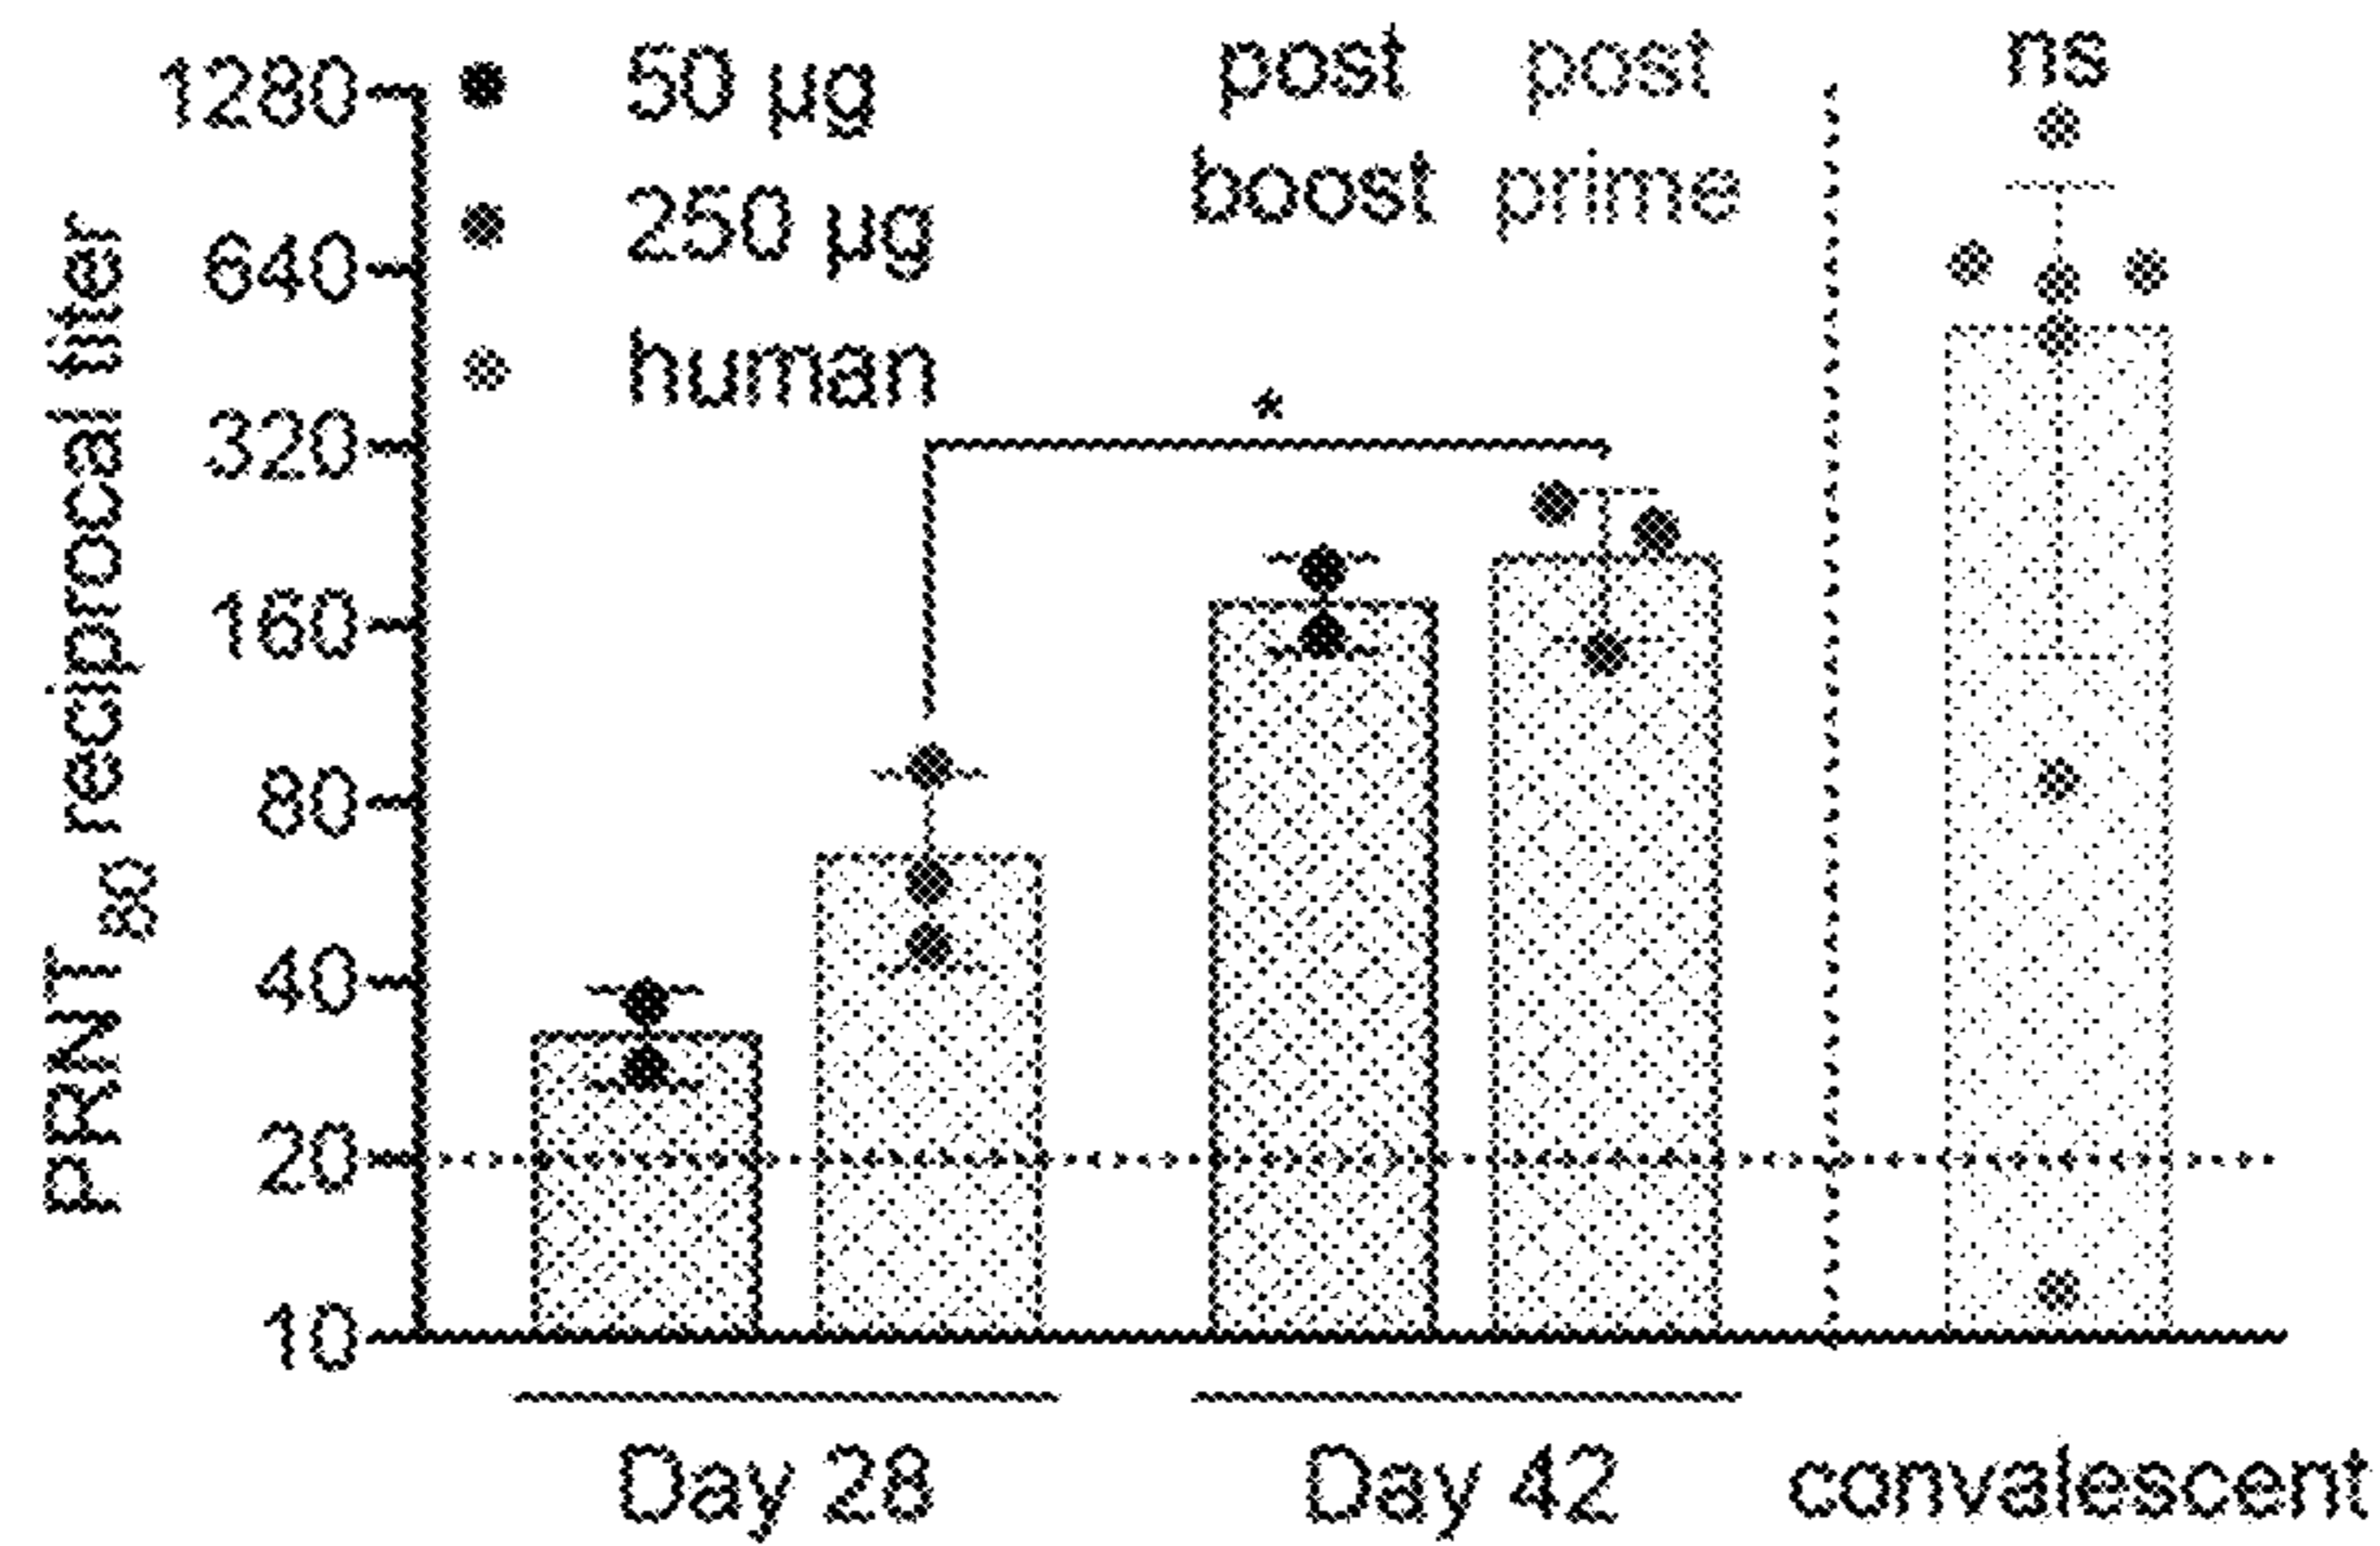 PRNT80 reciprocal titer
1280
640
320
160
80
40
20
10
50 µg
250 µg
human
post
boost
post
prime
ns
*
Day 28
Day 42
convalescent